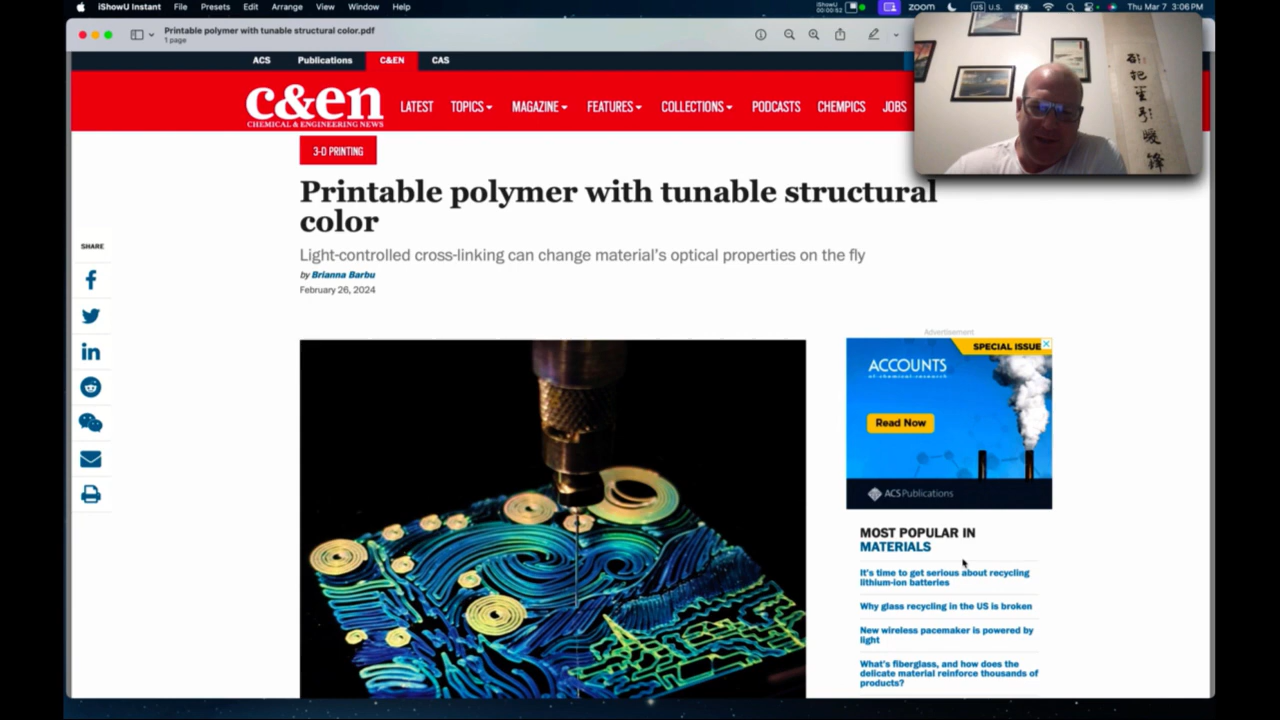 iShowU Instant File Presets Edit Arrange View Window Help
iShowU
00:00:52
zoom
US U.S.
Thu Mar 7 3:06 PM
Printable polymer with tunable structural color.pdf
1 page
ACS Publications C&EN CAS
c&en
CHEMICAL & ENGINEERING NEWS
LATEST TOPICS MAGAZINE FEATURES COLLECTIONS PODCASTS CHEMPICS JOBS
3-D PRINTING
Printable polymer with tunable structural
color
Light-controlled cross-linking can change material's optical properties on the fly
by Brianna Barbu
February 26, 2024
SHARE
Advertisement
SPECIAL ISSUE
ACCOUNTS
of chemical research
Read Now
ACS Publications
MOST POPULAR IN
MATERIALS
It's time to get serious about recycling
lithium-ion batteries
Why glass recycling in the US is broken
New wireless pacemaker is powered by
light
What's fiberglass, and how does the
delicate material reinforce thousands of
products?